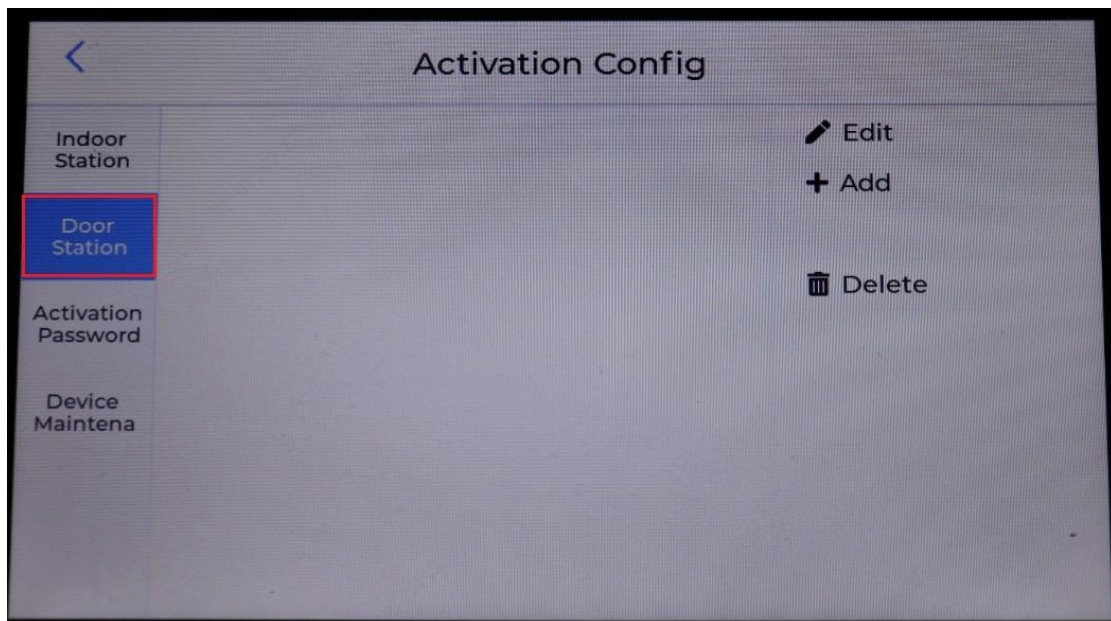 Activation Config
Indoor
Station
Door
Station
Activation
Password
Device
Maintena
Edit
Add
Delete